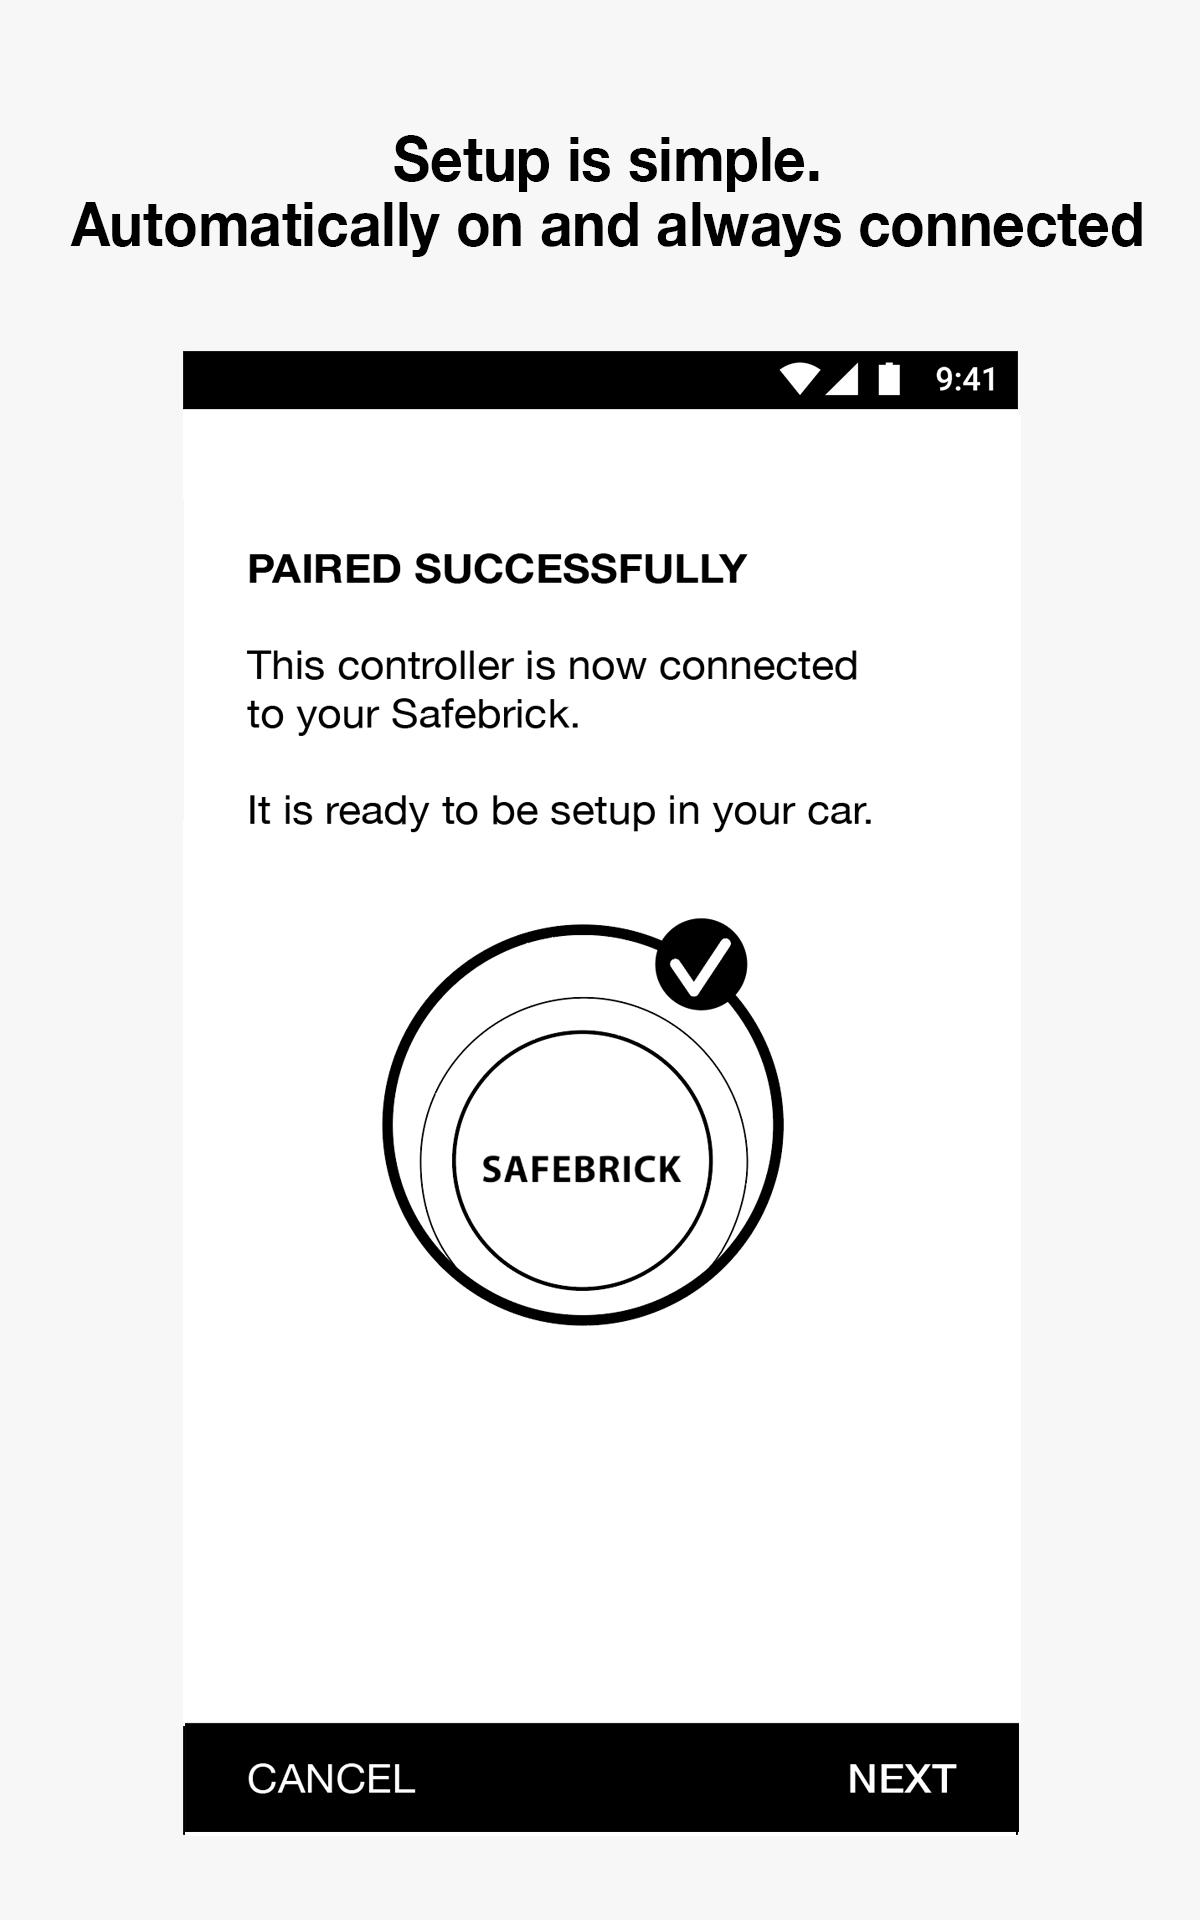 Setup is simple.
Automatically on and always connected
9:41
PAIRED SUCCESSFULLY
This controller is now connected
to your Safebrick.
It is ready to be setup in your car.
SAFEBRICK
CANCEL
NEXT